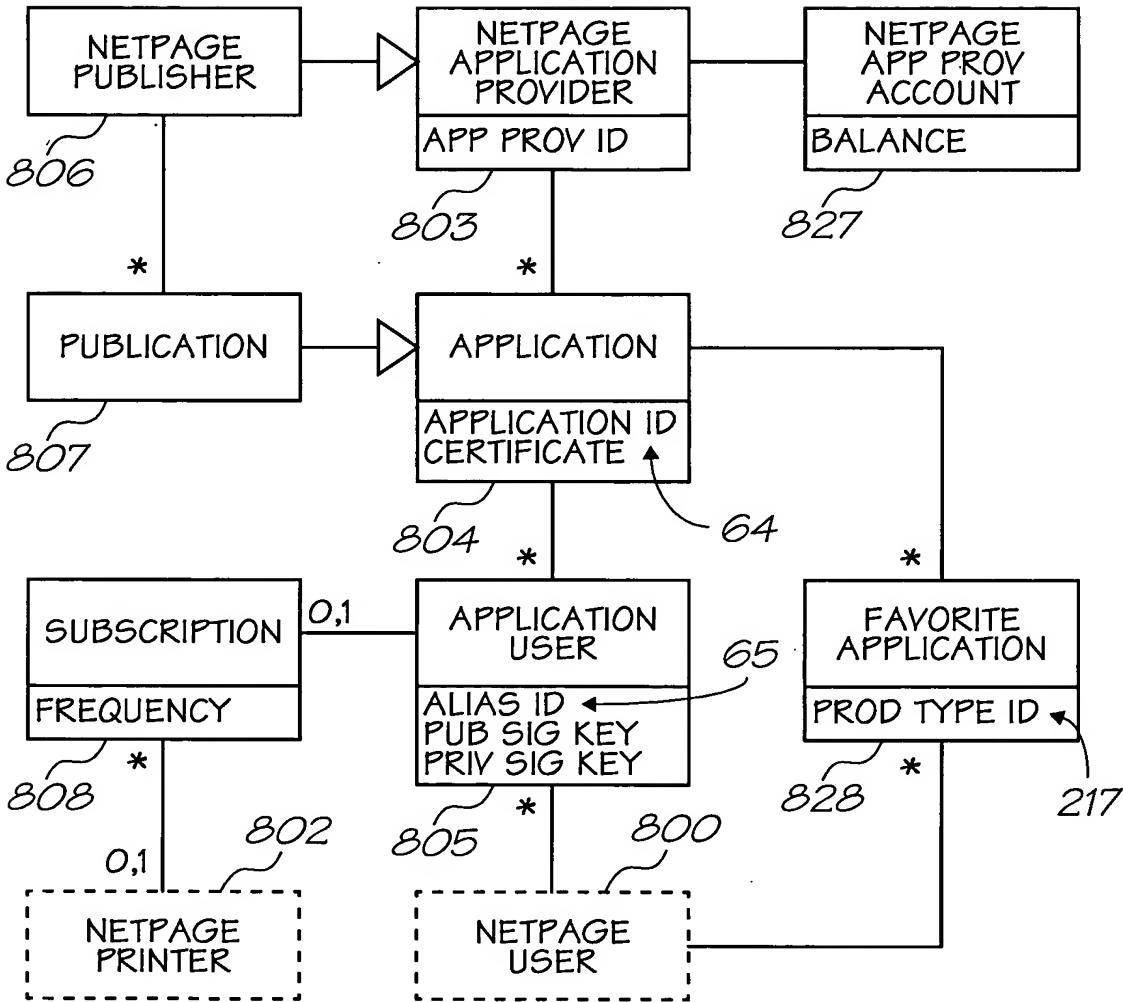 NETPAGE
PUBLISHER
806
NETPAGE
APPLICATION
PROVIDER
APP PROV ID
803
NETPAGE
APP PROV
ACCOUNT
BALANCE
827
*
*
PUBLICATION
807
APPLICATION
APPLICATION ID
CERTIFICATE
804
64
*
*
SUBSCRIPTION
FREQUENCY
808
0,1
APPLICATION
USER
ALIAS ID
PUB SIG KEY
PRIV SIG KEY
805
65
FAVORITE
APPLICATION
PROD TYPE ID
828
217
*
*
*
0,1
802
800
NETPAGE
PRINTER
NETPAGE
USER